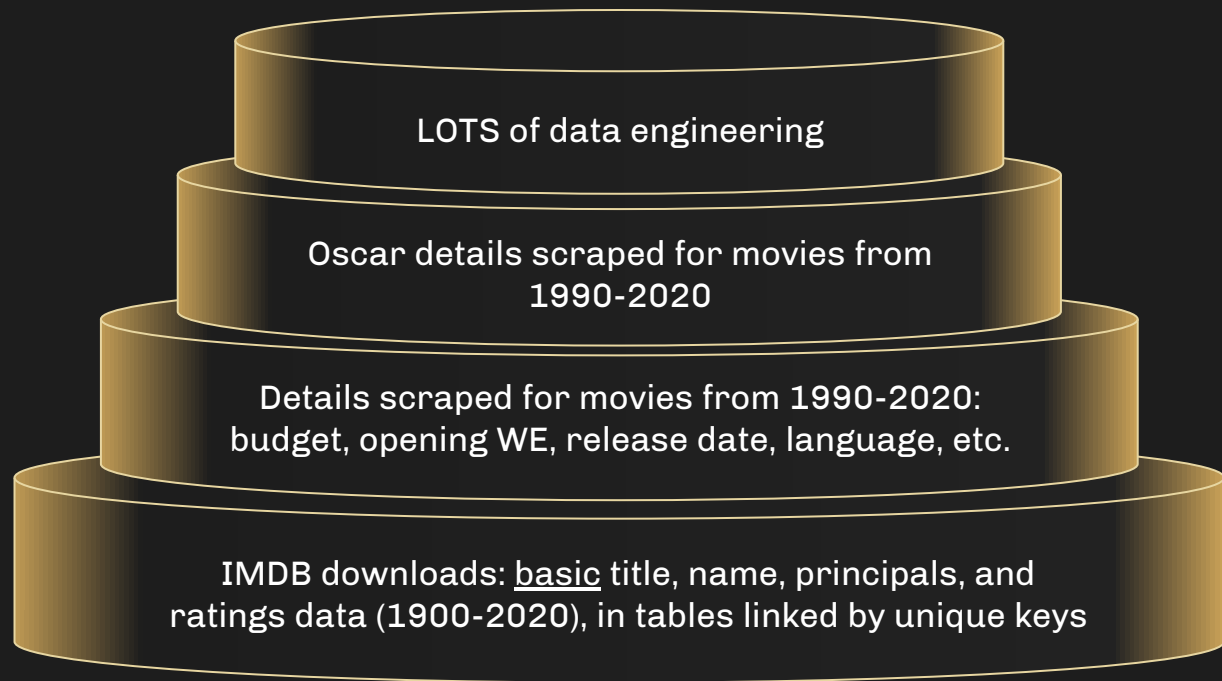 LOTS of data engineering
Oscar details scraped for movies from
1990-2020
Details scraped for movies from 1990-2020:
budget, opening WE, release date, language, etc.
IMDB downloads: basic title, name, principals, and
ratings data (1900-2020), in tables linked by unique keys